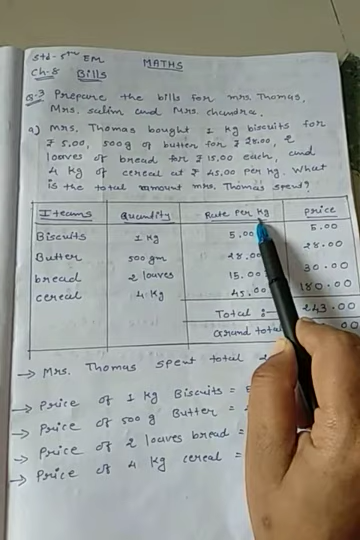 Std-5th EM
MATHS
Ch.8 Bills
Q.3 Prepare the bills for mrs. Thomas,
Mrs. Salim and Mrs. Chandra.
a) Mrs. Thomas bought 1 kg biscuits for
₹ 5.00, 500g of butter for ₹ 28.00, 2
loaves of bread for ₹ 15.00 each, and
4 kg of cereal at ₹ 45.00 per kg. What
is the total amount mrs. Thomas spent?
Iteams Quantity Rate Per kg price
Biscuits 1 kg 5.00 5.00
Butter 500 gm 28.00 28.00
bread 2 loaves 15.00 30.00
cereal 4 kg 45.00 180.00
Total :- 243.00
Grand total .00
→ Mrs. Thomas spent total
→ Price of 1 kg Biscuits =
→ Price of 500 g Butter =
→ Price of 2 loaves bread =
→ Price of 4 kg cereal =